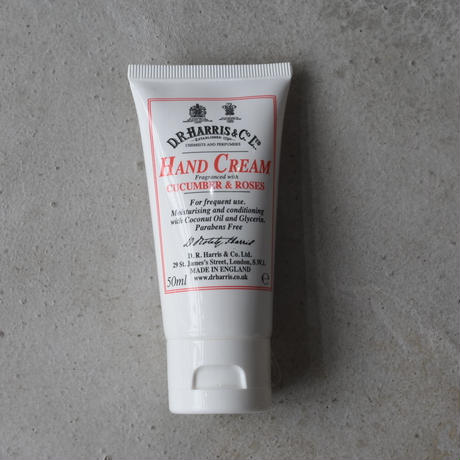 D.R. HARRIS & Co. Ltd
ESTABLISHED 1790
CHEMISTS AND PERFUMERS
HAND CREAM
Fragranced with
CUCUMBER & ROSES
For frequent use.
Moisturising and conditioning
with Coconut Oil and Glycerin.
Parabens Free
D. R. Harris & Co. Ltd.
29 St. James's Street, London, S.W.1.
MADE IN ENGLAND
50ml www.drharris.co.uk e